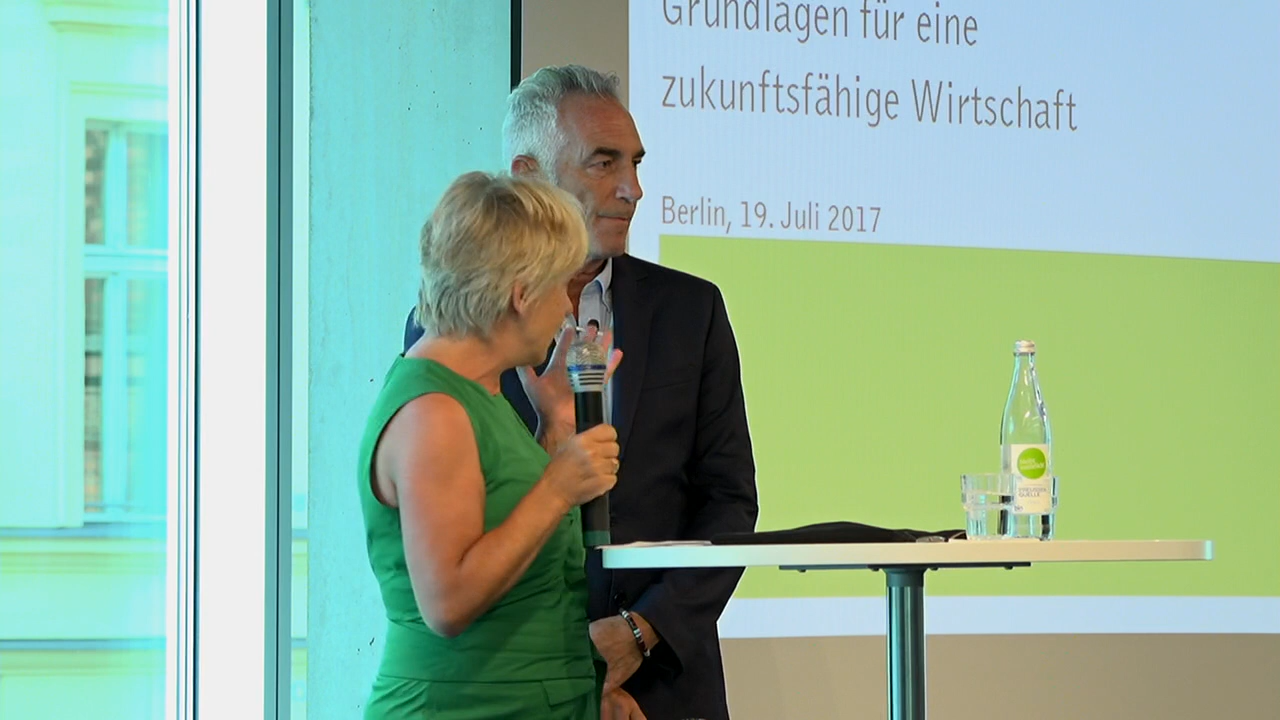 Grundlagen für eine
zukunftsfähige Wirtschaft
Berlin, 19. Juli 2017
QUELLE